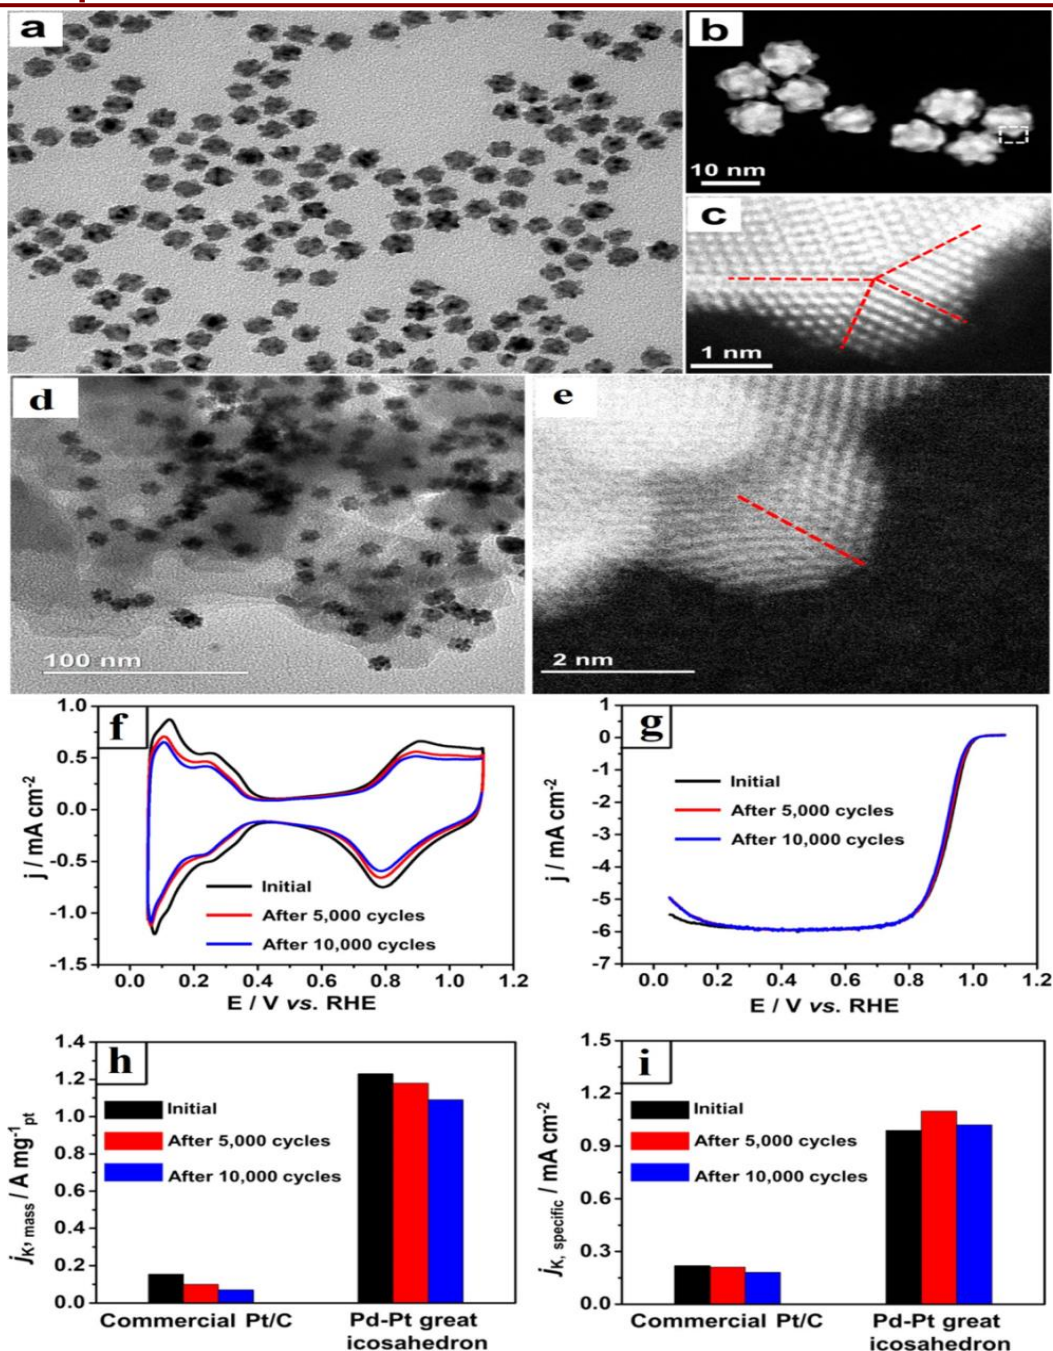 a
b
10 nm
c
1 nm
d
100 nm
e
2 nm
f
j / mA cm-2
1.0
0.5
0.0
-0.5
-1.0
-1.5
Initial
After 5,000 cycles
After 10,000 cycles
0.0 0.2 0.4 0.6 0.8 1.0 1.2
E / V vs. RHE
g
j / mA cm-2
1
0
-1
-2
-3
-4
-5
-6
-7
Initial
After 5,000 cycles
After 10,000 cycles
0.0 0.2 0.4 0.6 0.8 1.0 1.2
E / V vs. RHE
h
jK, mass / A mg-1pt
1.4
1.2
1.0
0.8
0.6
0.4
0.2
0.0
Initial
After 5,000 cycles
After 10,000 cycles
Commercial Pt/C
Pd-Pt great
icosahedron
i
jK, specific / mA cm-2
1.5
1.2
0.9
0.6
0.3
0.0
Initial
After 5,000 cycles
After 10,000 cycles
Commercial Pt/C
Pd-Pt great
icosahedron